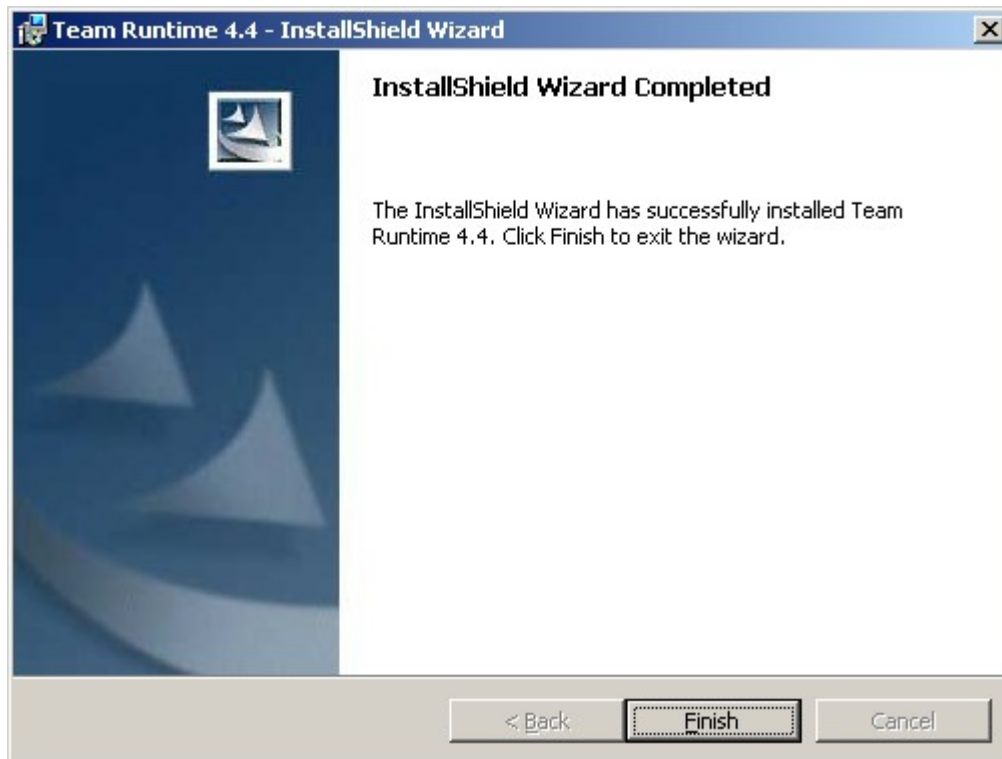 Team Runtime 4.4 - InstallShield Wizard
InstallShield Wizard Completed
The InstallShield Wizard has successfully installed Team
Runtime 4.4. Click Finish to exit the wizard.
< Back
Finish
Cancel